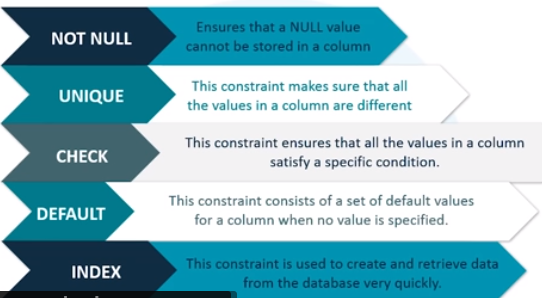 NOT NULL
Ensures that a NULL value
cannot be stored in a column
UNIQUE
This constraint makes sure that all
the values in a column are different
CHECK
This constraint ensures that all the values in a column
satisfy a specific condition.
DEFAULT
This constraint consists of a set of default values
for a column when no value is specified.
INDEX
This constraint is used to create and retrieve data
from the database very quickly.